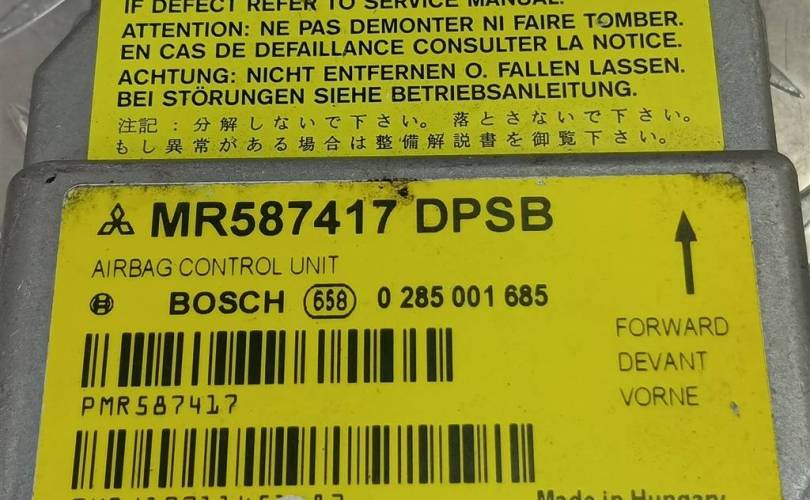 IF DEFECT REFER TO SERVICE MANUAL.
ATTENTION: NE PAS DEMONTER NI FAIRE TOMBER.
EN CAS DE DEFAILLANCE CONSULTER LA NOTICE.
ACHTUNG: NICHT ENTFERNEN O. FALLEN LASSEN.
BEI STÖRUNGEN SIEHE BETRIEBSANLEITUNG.
注記：分解しないで下さい。落とさないで下さい。
もし異常がある場合は整備解説書を御覧下さい。
MR587417 DPSB
AIRBAG CONTROL UNIT
BOSCH 658 0 285 001 685
FORWARD
DEVANT
VORNE
PMR587417
Made in Hungary